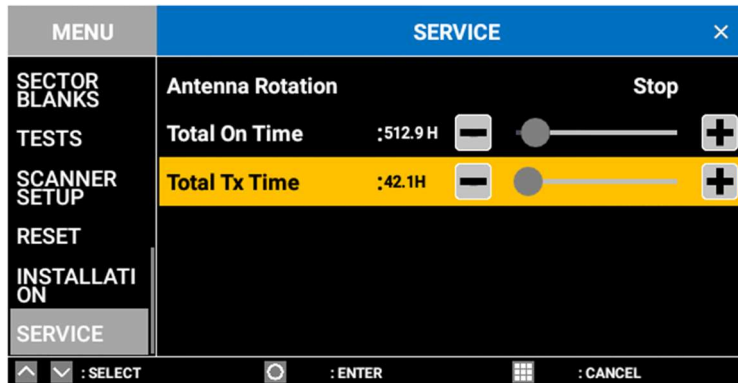 MENU
SERVICE ×
SECTOR
BLANKS
TESTS
SCANNER
SETUP
RESET
INSTALLATI
ON
SERVICE
Antenna Rotation Stop
Total On Time :512.9 H
Total Tx Time :42.1H
: SELECT : ENTER : CANCEL